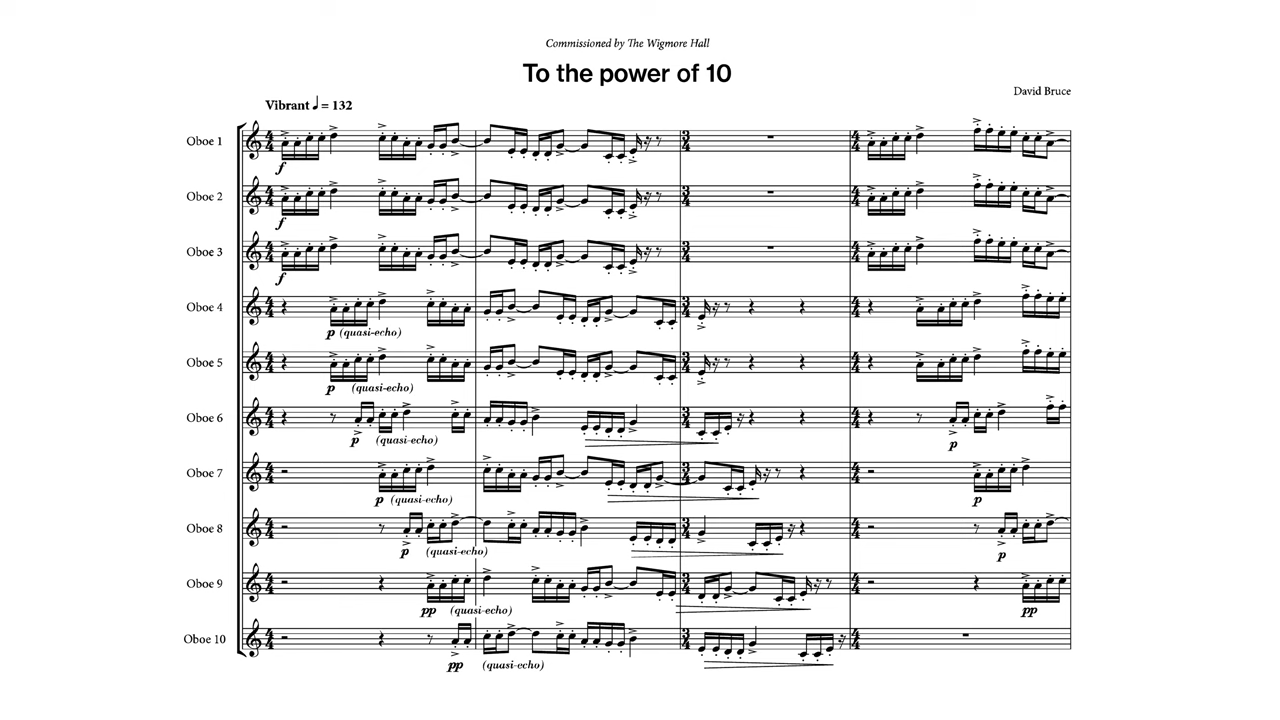 Commissioned by The Wigmore Hall
To the power of 10
David Bruce
Vibrant ♩ = 132
Oboe 1
f
Oboe 2
f
Oboe 3
f
Oboe 4
p (quasi-echo)
Oboe 5
p (quasi-echo)
Oboe 6
p (quasi-echo) p
Oboe 7
p (quasi-echo) p
Oboe 8
p (quasi-echo) p
Oboe 9
pp (quasi-echo) pp
Oboe 10
pp (quasi-echo)